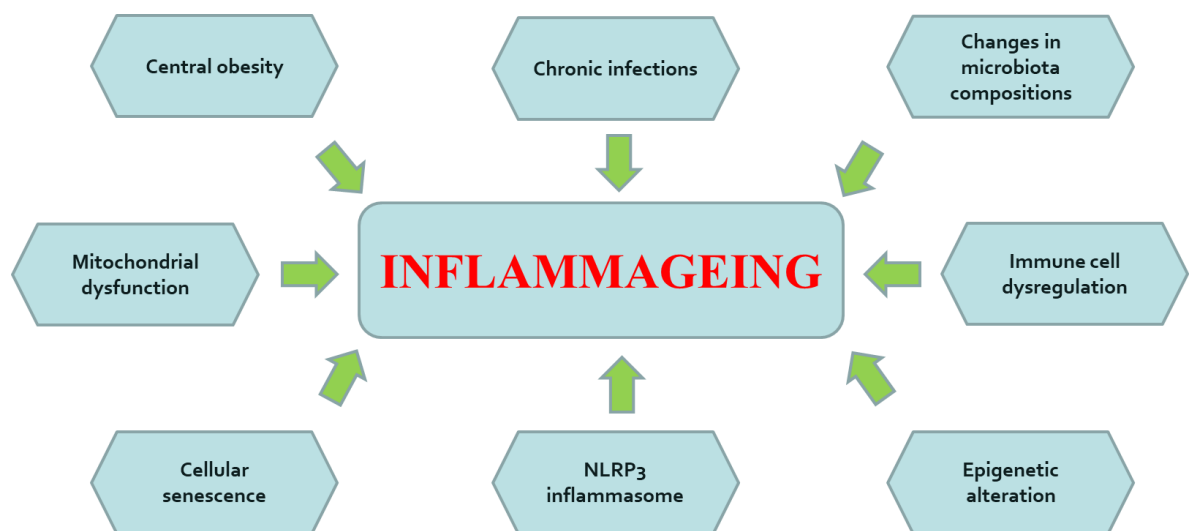 Central obesity
Chronic infections
Changes in
microbiota
compositions
Mitochondrial
dysfunction
INFLAMMAGEING
Immune cell
dysregulation
Cellular
senescence
NLRP3
inflammasome
Epigenetic
alteration